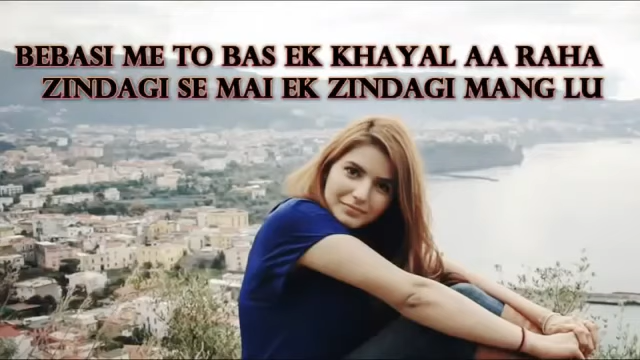 BEBASI ME TO BAS EK KHAYAL AA RAHA
ZINDAGI SE MAI EK ZINDAGI MANG LU